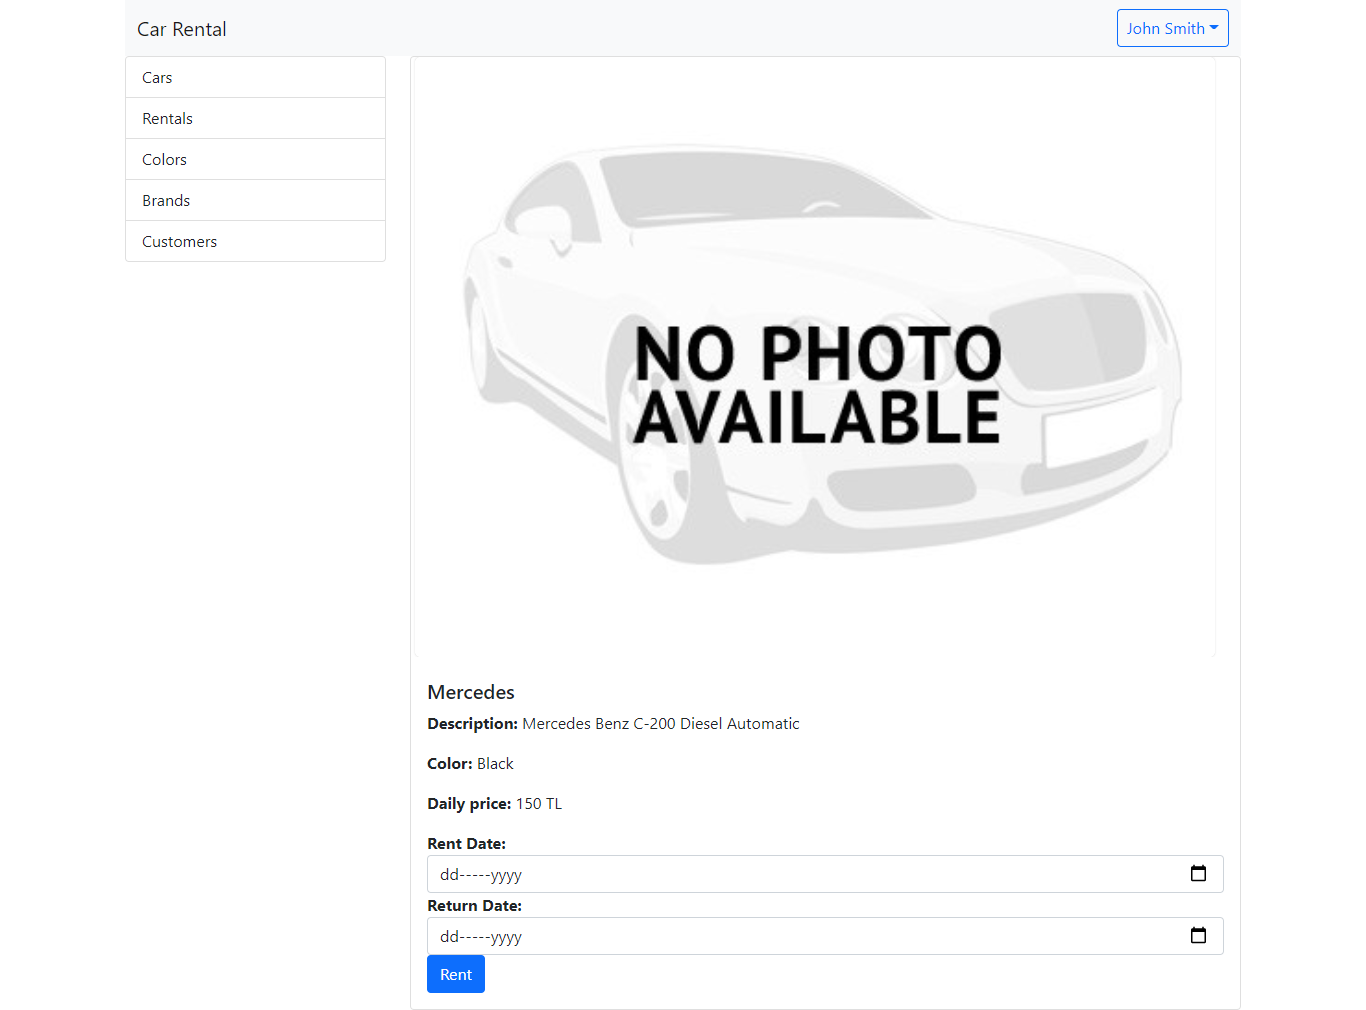 Car Rental
John Smith
Cars
Rentals
Colors
Brands
Customers
NO PHOTO
AVAILABLE
Mercedes
Description: Mercedes Benz C-200 Diesel Automatic
Color: Black
Daily price: 150 TL
Rent Date:
dd-----yyyy
Return Date:
dd-----yyyy
Rent